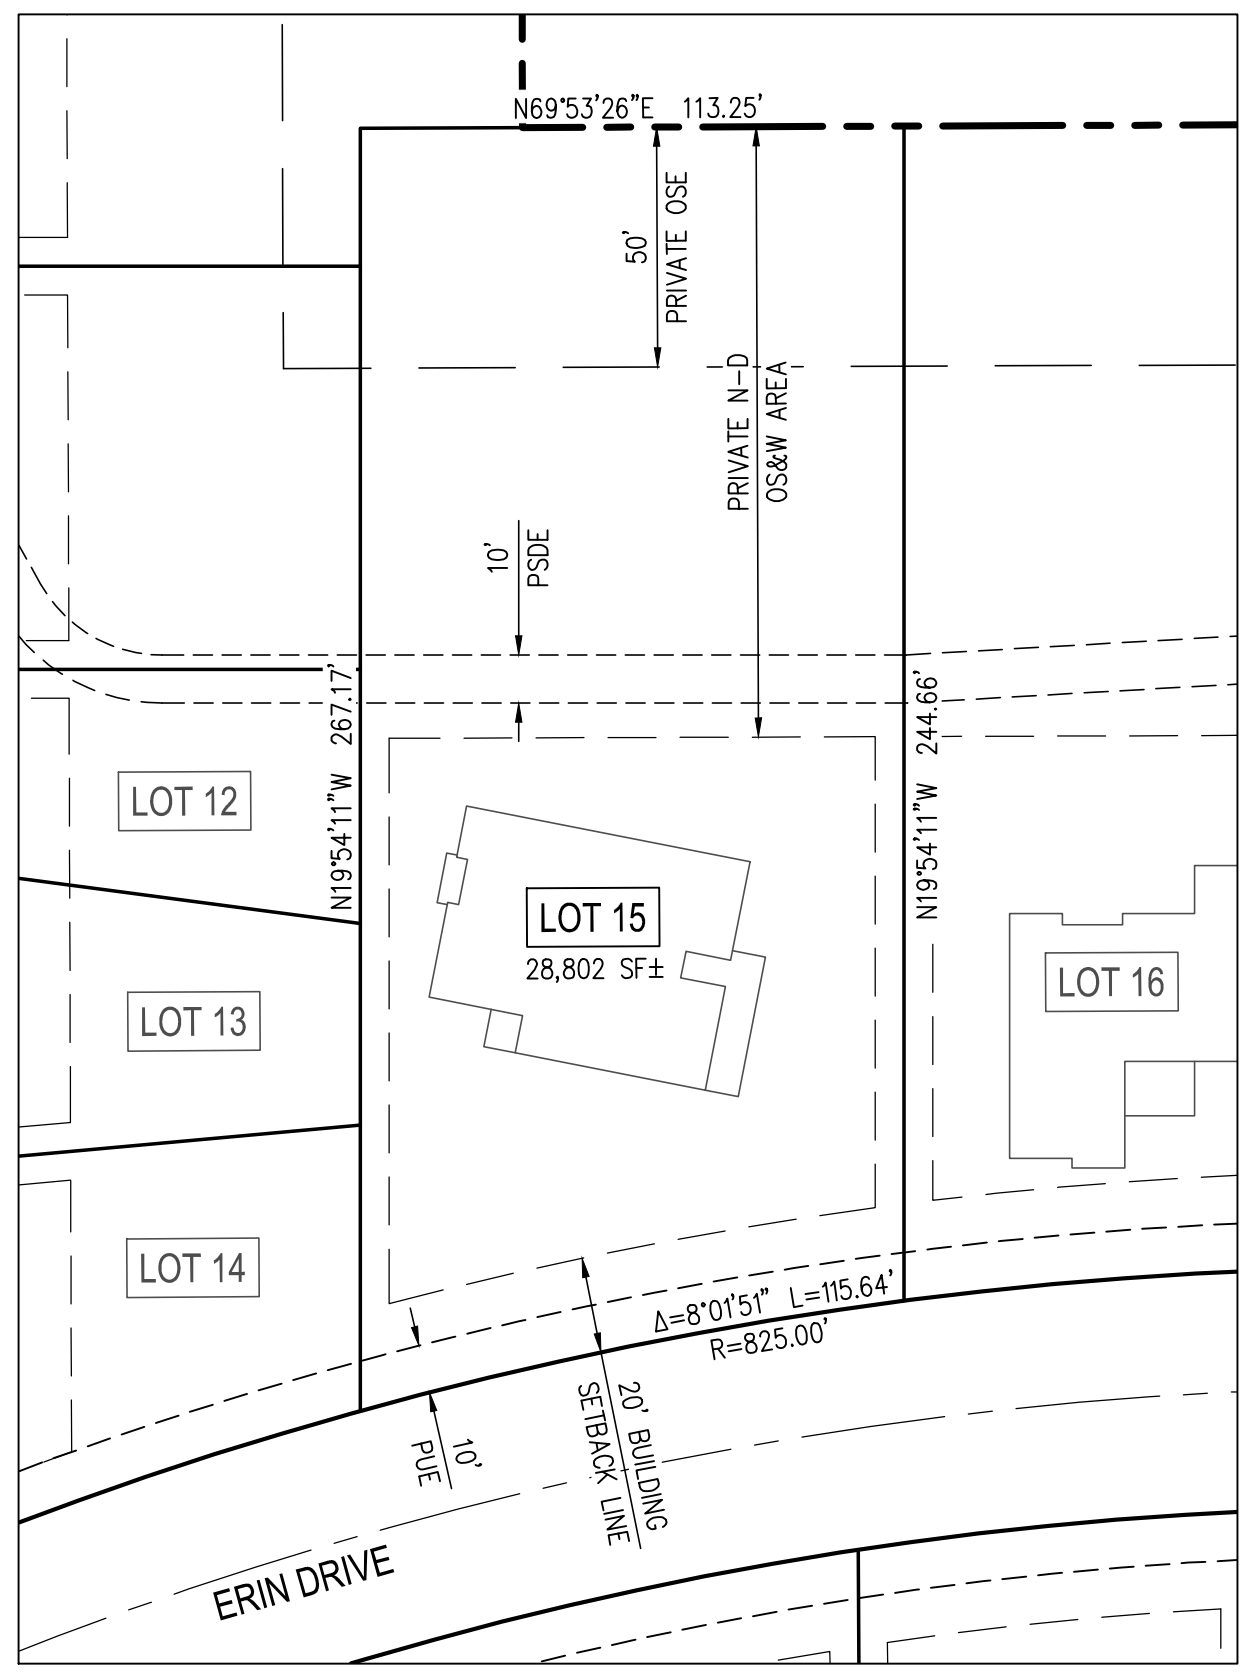 N69°53'26"E 113.25'
50'
PRIVATE OSE
PRIVATE N-D
OS&W AREA
10'
PSDE
N19°54'11"W 267.17'
N19°54'11"W 244.66'
LOT 12
LOT 15
28,802 SF±
LOT 16
LOT 13
LOT 14
Δ=8°01'51" L=115.64'
R=825.00'
20' BUILDING
SETBACK LINE
10'
PUE
ERIN DRIVE